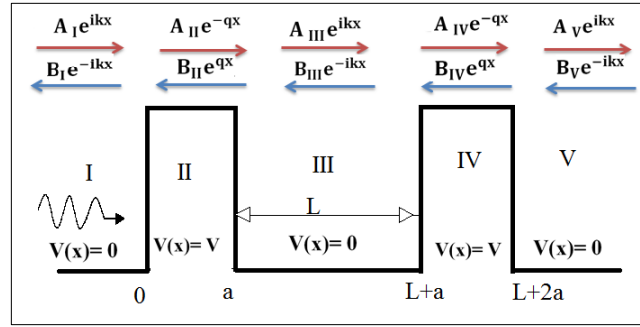 A_I e^{ikx} A_II e^{-qx} A_III e^{ikx} A_IV e^{-qx} A_V e^{ikx}
B_I e^{-ikx} B_II e^{qx} B_III e^{-ikx} B_IV e^{qx} B_V e^{-ikx}
I II III IV V
L
V(x)= 0 V(x)= V V(x)= 0 V(x)= V V(x)= 0
0 a L+a L+2a